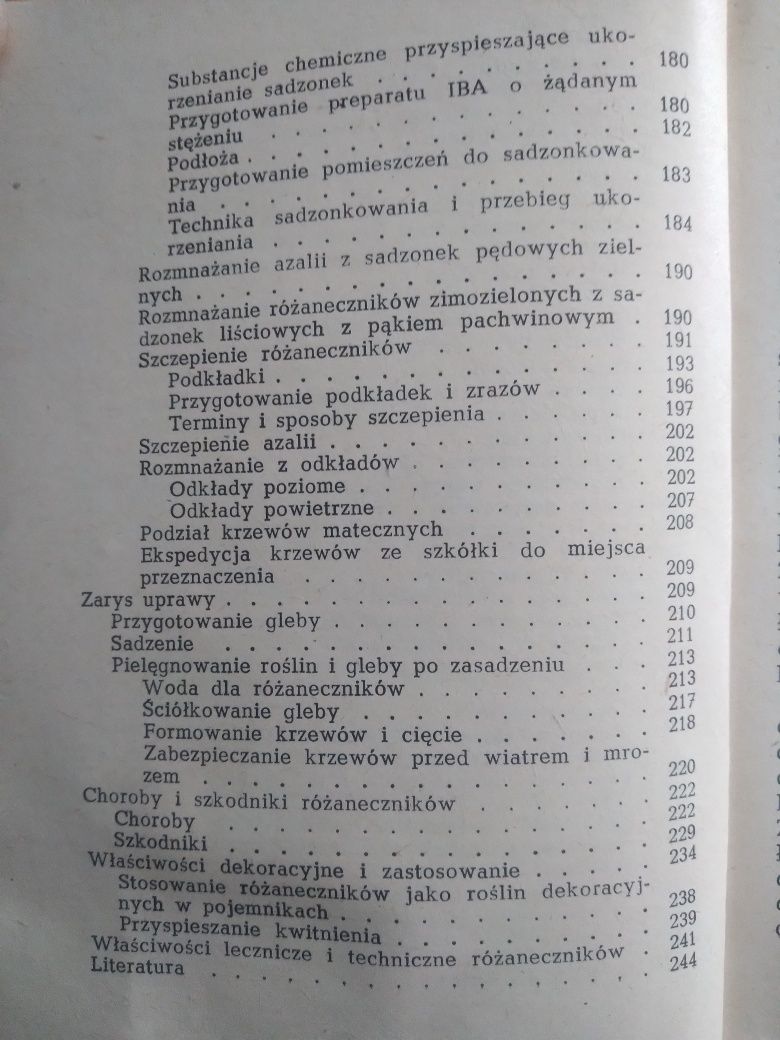 Substancje chemiczne przyspieszające uko-
rzenianie sadzonek . . . . . . . . . . 180
Przygotowanie preparatu IBA o żądanym
stężeniu . . . . . . . . . . . . . 180
Podłoża . . . . . . . . . . . . . . 182
Przygotowanie pomieszczeń do sadzonkowa-
nia . . . . . . . . . . . . . . . 183
Technika sadzonkowania i przebieg uko-
rzeniania . . . . . . . . . . . . . 184
Rozmnażanie azalii z sadzonek pędowych ziel-
nych . . . . . . . . . . . . . . . 190
Rozmnażanie różaneczników zimozielonych z sa-
dzonek liściowych z pąkiem pachwinowym . 190
Szczepienie różaneczników . . . . . . . . 191
Podkładki . . . . . . . . . . . . . 193
Przygotowanie podkładek i zrazów . . . . 196
Terminy i sposoby szczepienia . . . . . . 197
Szczepienie azalii . . . . . . . . . . . . 202
Rozmnażanie z odkładów . . . . . . . . . 202
Odkłady poziome . . . . . . . . . . . 202
Odkłady powietrzne . . . . . . . . . . 207
Podział krzewów matecznych . . . . . . . 208
Ekspedycja krzewów ze szkółki do miejsca
przeznaczenia . . . . . . . . . . . . 209
Zarys uprawy . . . . . . . . . . . . . . . 209
Przygotowanie gleby . . . . . . . . . . . 210
Sadzenie . . . . . . . . . . . . . . . 211
Pielęgnowanie roślin i gleby po zasadzeniu . . . 213
Woda dla różaneczników . . . . . . . . . 213
Ściółkowanie gleby . . . . . . . . . . . 217
Formowanie krzewów i cięcie . . . . . . . 218
Zabezpieczanie krzewów przed wiatrem i mro-
zem . . . . . . . . . . . . . . . . 220
Choroby i szkodniki różaneczników . . . . . . 222
Choroby . . . . . . . . . . . . . . . 222
Szkodniki . . . . . . . . . . . . . . . 229
Właściwości dekoracyjne i zastosowanie . . . . . 234
Stosowanie różaneczników jako roślin dekoracyj-
nych w pojemnikach . . . . . . . . . . . 238
Przyspieszanie kwitnienia . . . . . . . . . 239
Właściwości lecznicze i techniczne różaneczników . 241
Literatura . . . . . . . . . . . . . . . . 244